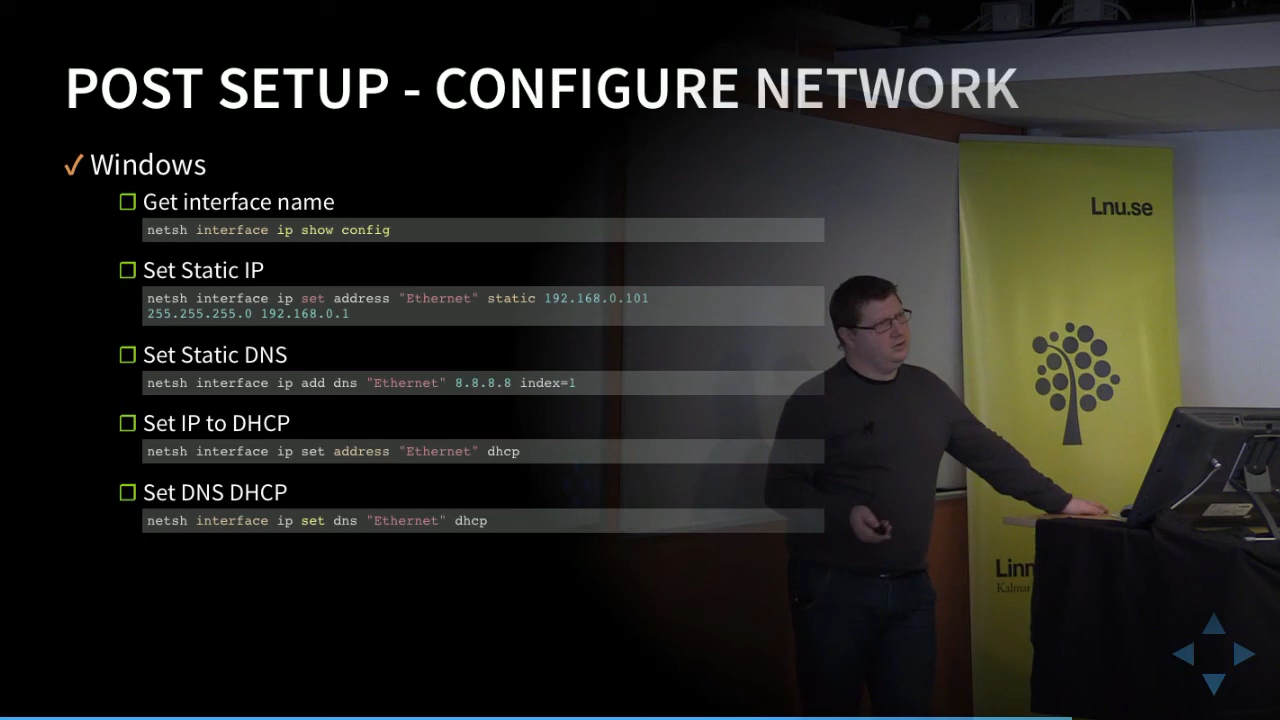 POST SETUP - CONFIGURE NETWORK
Windows
Get interface name
netsh interface ip show config
Set Static IP
netsh interface ip set address "Ethernet" static 192.168.0.101
255.255.255.0 192.168.0.1
Set Static DNS
netsh interface ip add dns "Ethernet" 8.8.8.8 index=1
Set IP to DHCP
netsh interface ip set address "Ethernet" dhcp
Set DNS DHCP
netsh interface ip set dns "Ethernet" dhcp
Lnu.se
Linn
Kalmar